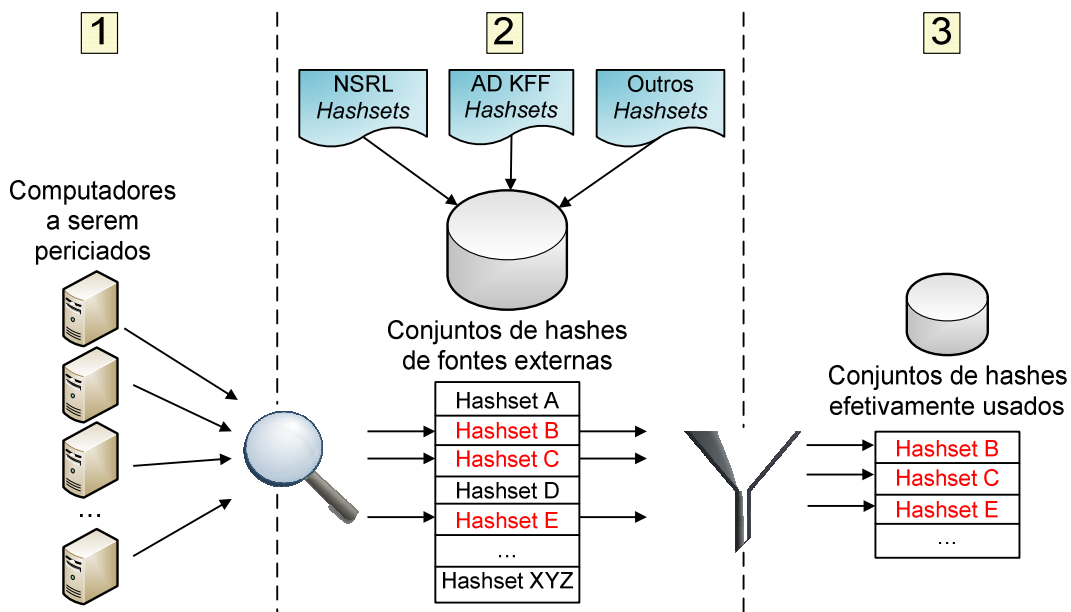 1
2
3
NSRL
Hashsets
AD KFF
Hashsets
Outros
Hashsets
Computadores
a serem
periciados
...
Conjuntos de hashes
de fontes externas
Hashset A
Hashset B
Hashset C
Hashset D
Hashset E
...
Hashset XYZ
Conjuntos de hashes
efetivamente usados
Hashset B
Hashset C
Hashset E
...